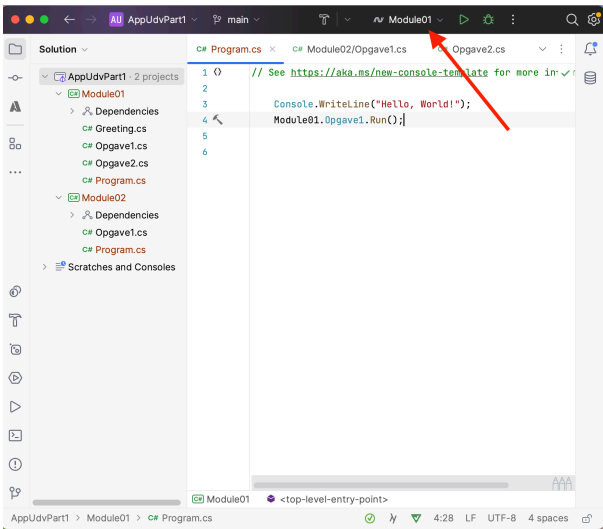 AU AppUdvPart1 main Module01
Solution
Program.cs
Module02/Opgave1.cs
Opgave2.cs
AppUdvPart1 · 2 projects
C# Module01
Dependencies
C# Greeting.cs
C# Opgave1.cs
C# Opgave2.cs
C# Program.cs
C# Module02
Dependencies
C# Opgave1.cs
C# Program.cs
Scratches and Consoles
1 // See https://aka.ms/new-console-template for more in
2
3 Console.WriteLine("Hello, World!");
4 Module01.Opgave1.Run();
5
6
C# Module01 <top-level-entry-point>
AppUdvPart1 > Module01 > C# Program.cs 4:28 LF UTF-8 4 spaces